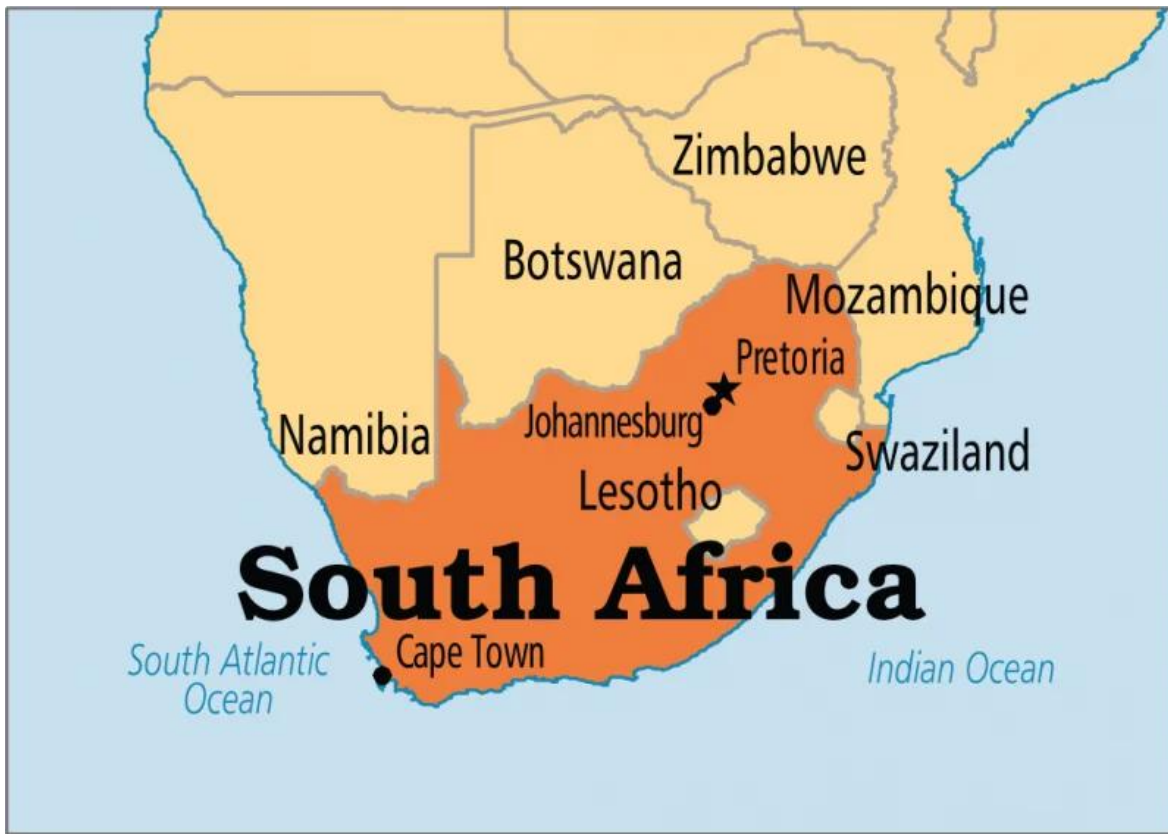 Zimbabwe
Botswana
Mozambique
Pretoria
Johannesburg
Namibia
Swaziland
Lesotho
South Africa
Cape Town
South Atlantic
Ocean
Indian Ocean